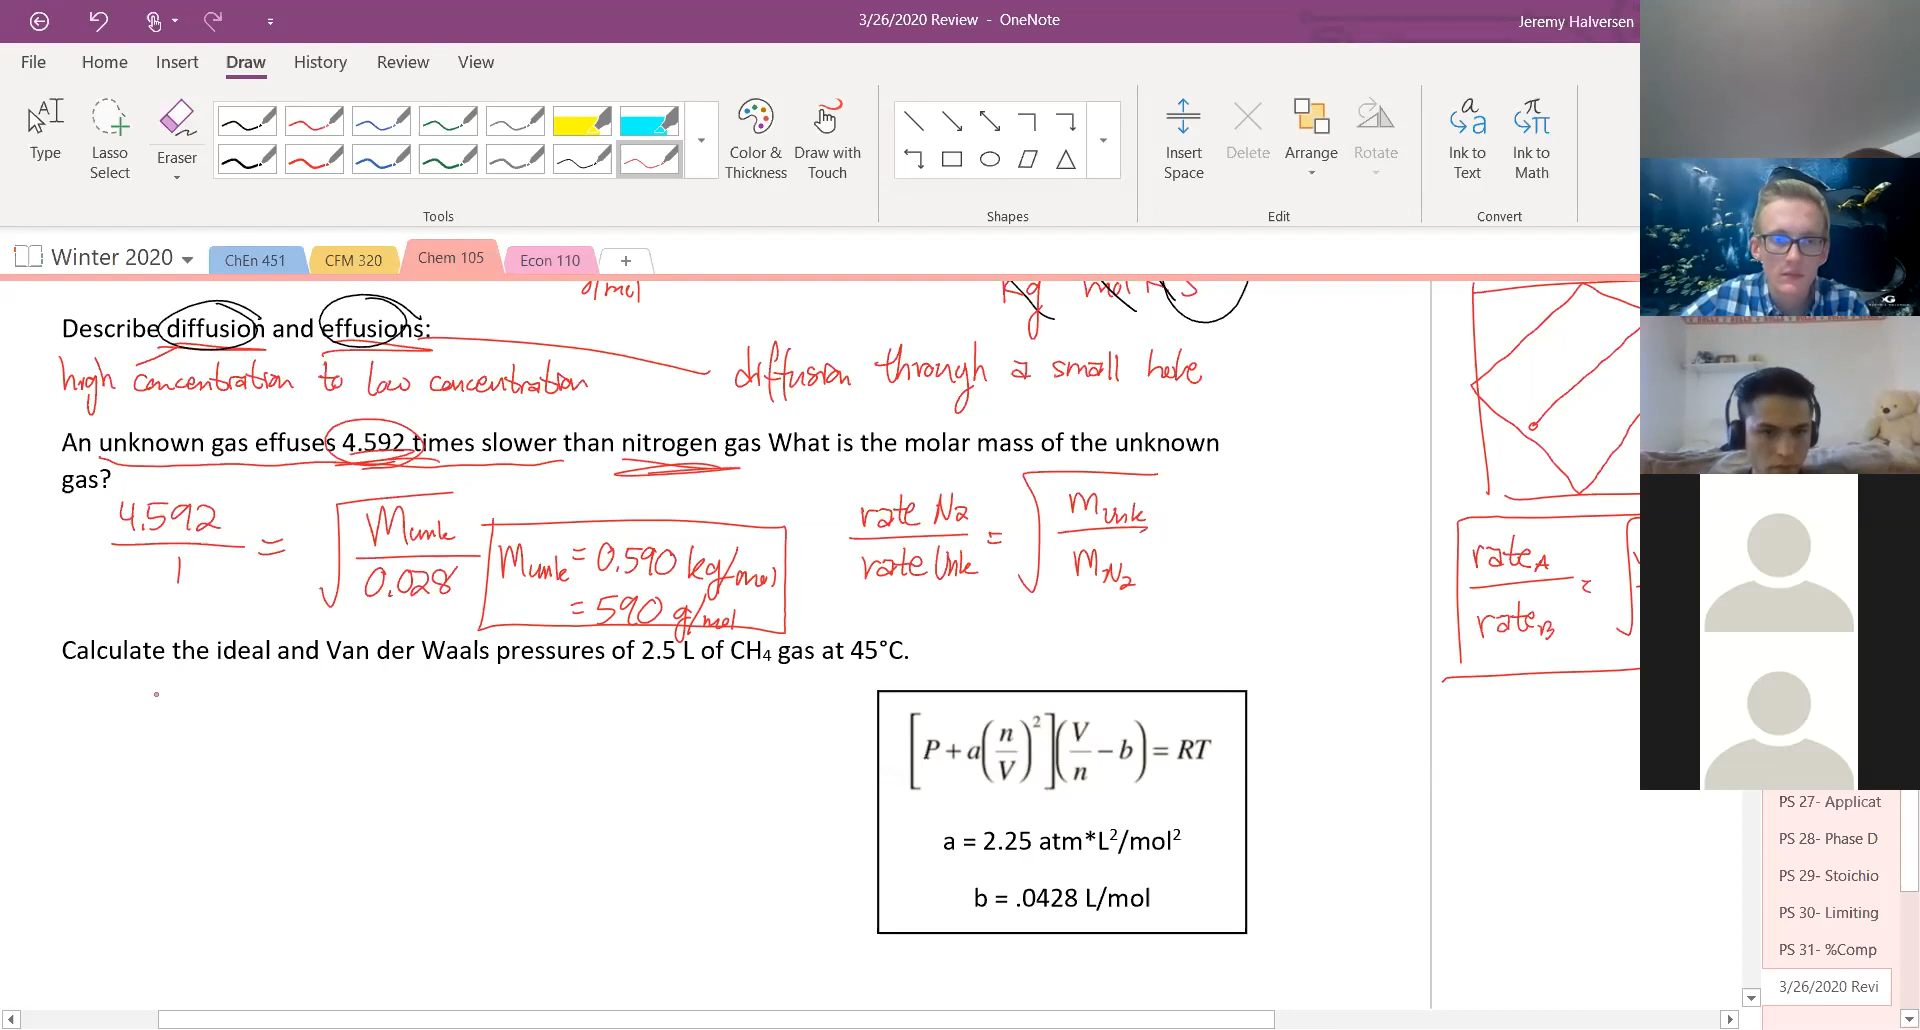 3/26/2020 Review - OneNote
Jeremy Halversen
File Home Insert Draw History Review View
Type
Lasso Select
Eraser
Color & Thickness
Draw with Touch
Insert Space
Delete
Arrange
Rotate
Ink to Text
Ink to Math
Tools
Shapes
Edit
Convert
Winter 2020
ChEn 451
CFM 320
Chem 105
Econ 110
g/mol
kg mol K s
Describe diffusion and effusions:
high concentration to low concentration
diffusion through a small hole
An unknown gas effuses 4.592 times slower than nitrogen gas What is the molar mass of the unknown
gas?
4.592/1 = √(Munk/0.028)
Munk = 0.590 kg/mol
= 590 g/mol
rate N2/rate Unk = √(Munk/MN2)
rateA/rateB = √
Calculate the ideal and Van der Waals pressures of 2.5 L of CH₄ gas at 45°C.
[P + a(n/V)²](V/n − b) = RT
a = 2.25 atm*L²/mol²
b = .0428 L/mol
PS 27- Applicat
PS 28- Phase D
PS 29- Stoichio
PS 30- Limiting
PS 31- %Comp
3/26/2020 Revi